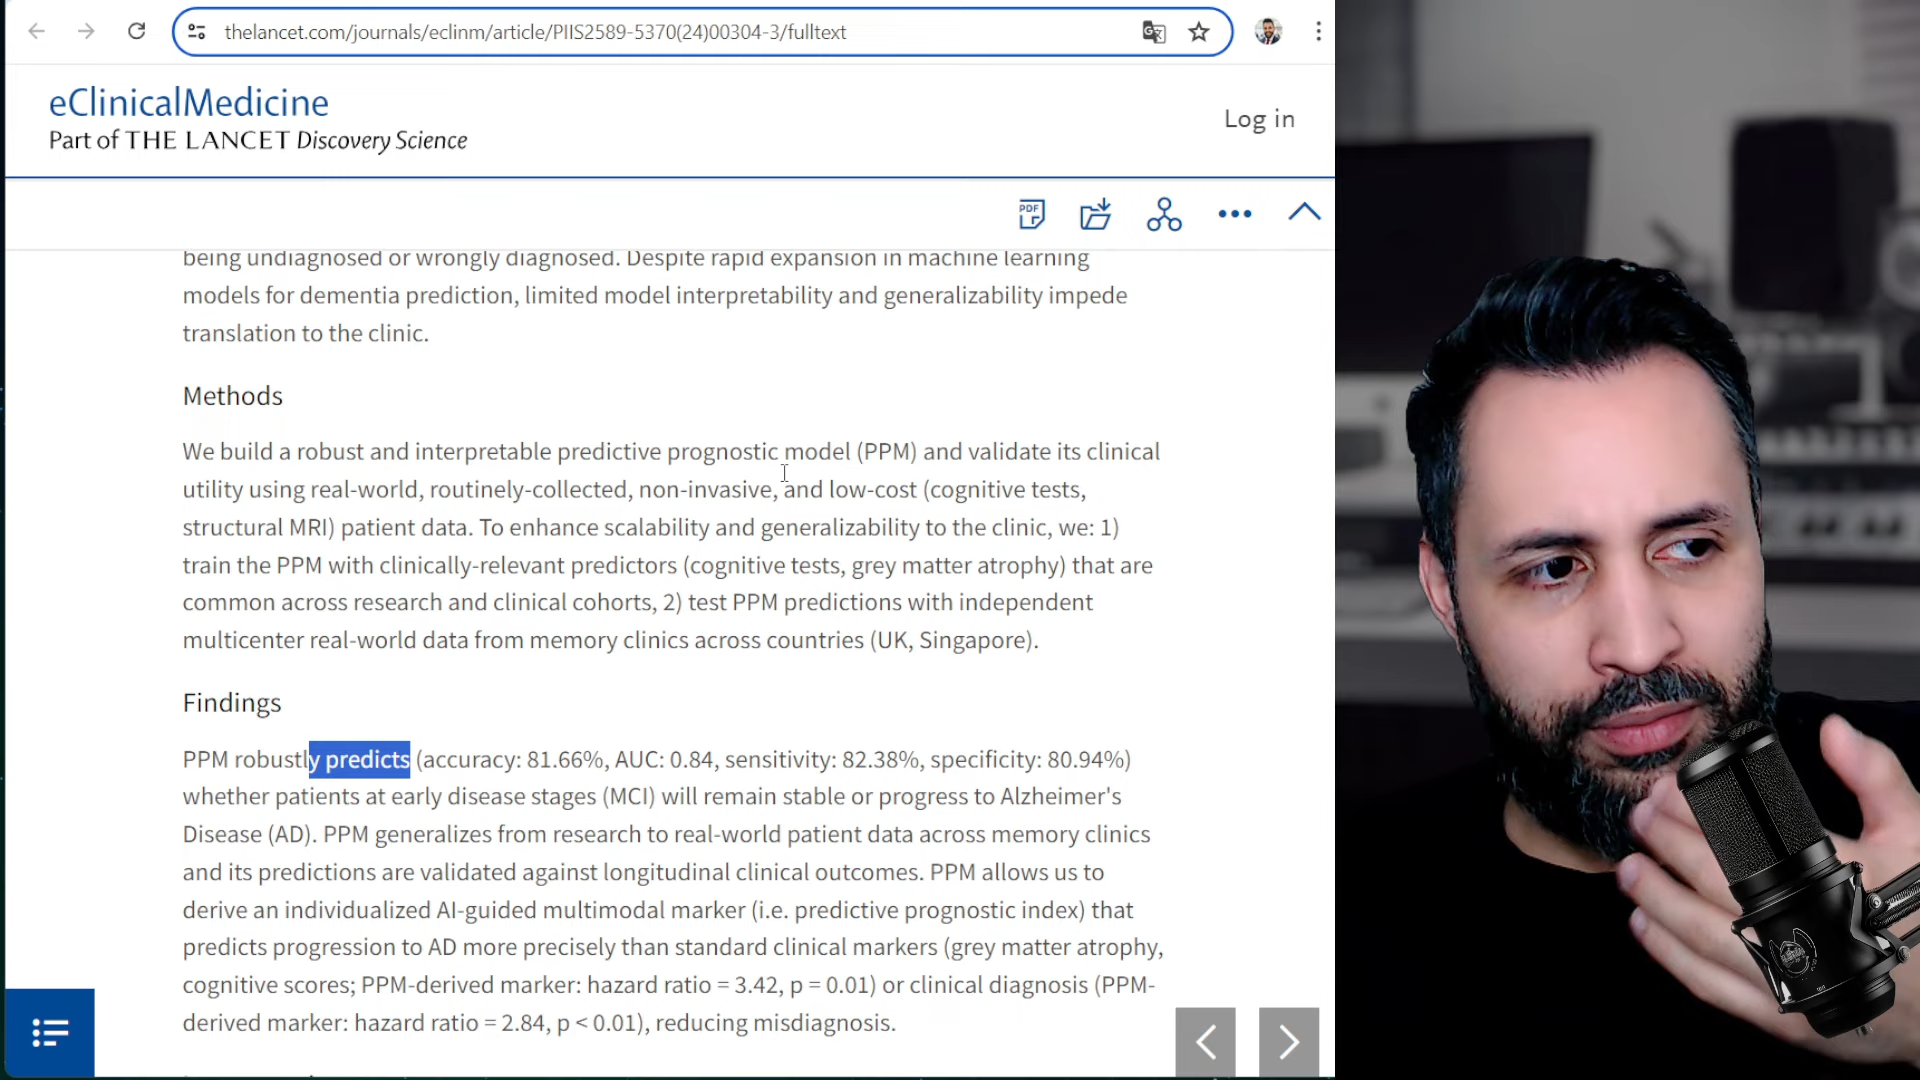 thelancet.com/journals/eclinm/article/PIIS2589-5370(24)00304-3/fulltext
eClinicalMedicine
Part of THE LANCET Discovery Science
Log in
PDF
being undiagnosed or wrongly diagnosed. Despite rapid expansion in machine learning
models for dementia prediction, limited model interpretability and generalizability impede
translation to the clinic.
Methods
We build a robust and interpretable predictive prognostic model (PPM) and validate its clinical
utility using real-world, routinely-collected, non-invasive, and low-cost (cognitive tests,
structural MRI) patient data. To enhance scalability and generalizability to the clinic, we: 1)
train the PPM with clinically-relevant predictors (cognitive tests, grey matter atrophy) that are
common across research and clinical cohorts, 2) test PPM predictions with independent
multicenter real-world data from memory clinics across countries (UK, Singapore).
Findings
PPM robustly predicts (accuracy: 81.66%, AUC: 0.84, sensitivity: 82.38%, specificity: 80.94%)
whether patients at early disease stages (MCI) will remain stable or progress to Alzheimer's
Disease (AD). PPM generalizes from research to real-world patient data across memory clinics
and its predictions are validated against longitudinal clinical outcomes. PPM allows us to
derive an individualized AI-guided multimodal marker (i.e. predictive prognostic index) that
predicts progression to AD more precisely than standard clinical markers (grey matter atrophy,
cognitive scores; PPM-derived marker: hazard ratio = 3.42, p = 0.01) or clinical diagnosis (PPM-
derived marker: hazard ratio = 2.84, p < 0.01), reducing misdiagnosis.